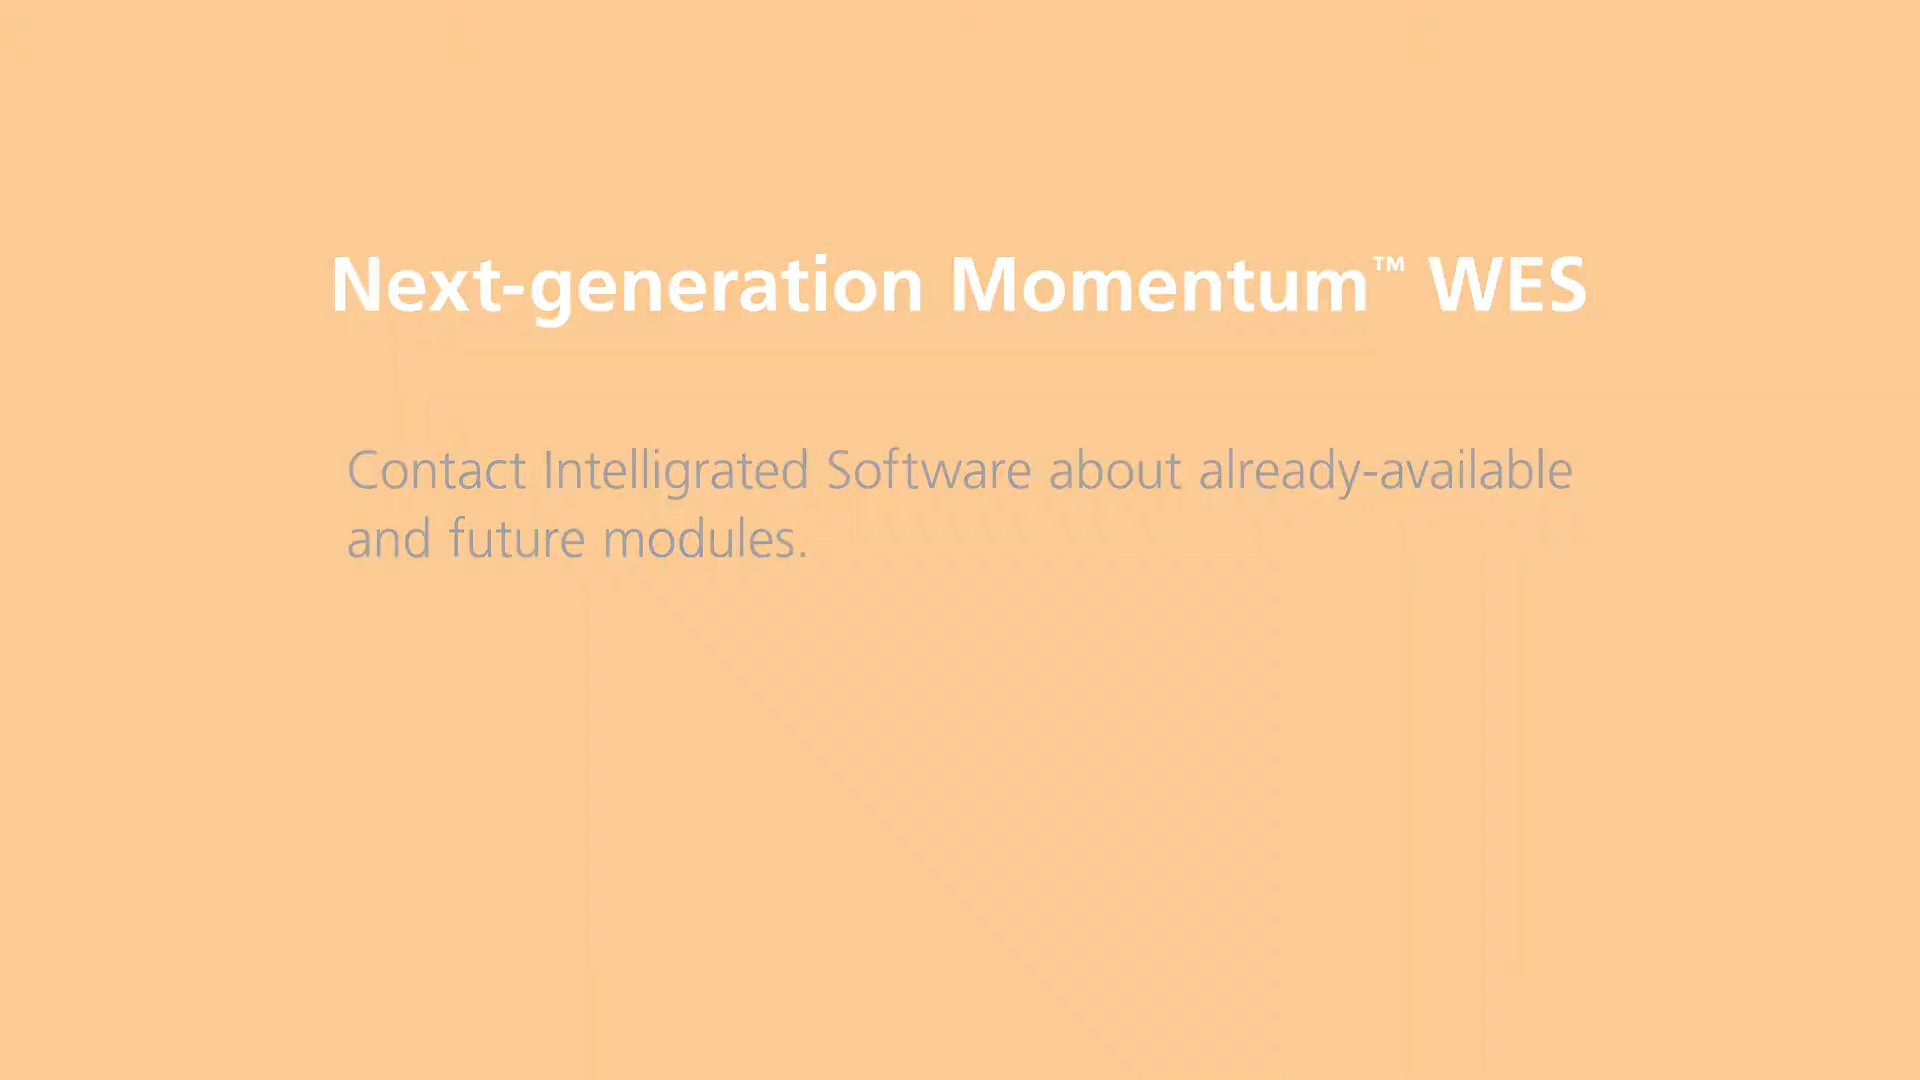 Next-generation Momentum™ WES
Contact Intelligrated Software about already-available
and future modules.